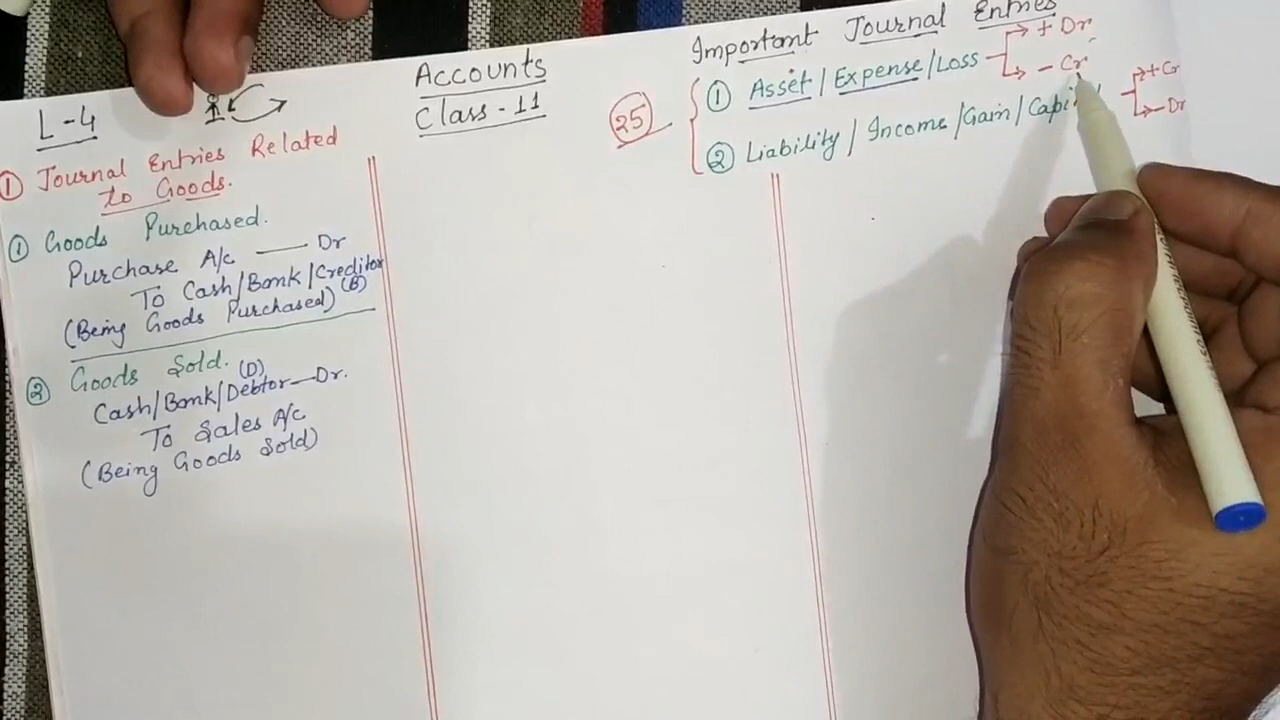 L-4
Accounts
Class-11
Important Journal Entries
25
① Asset / Expense / Loss
+ Dr
- Cr
② Liability / Income / Gain / Capital
+ Cr
- Dr
① Journal Entries Related
to Goods.
① Goods Purchased.
Purchase A/c —— Dr
To Cash/Bank/Creditor
(B)
(Being Goods Purchased)
② Goods Sold.
(D)
Cash/Bank/Debtor—Dr.
To Sales A/c
(Being Goods Sold)